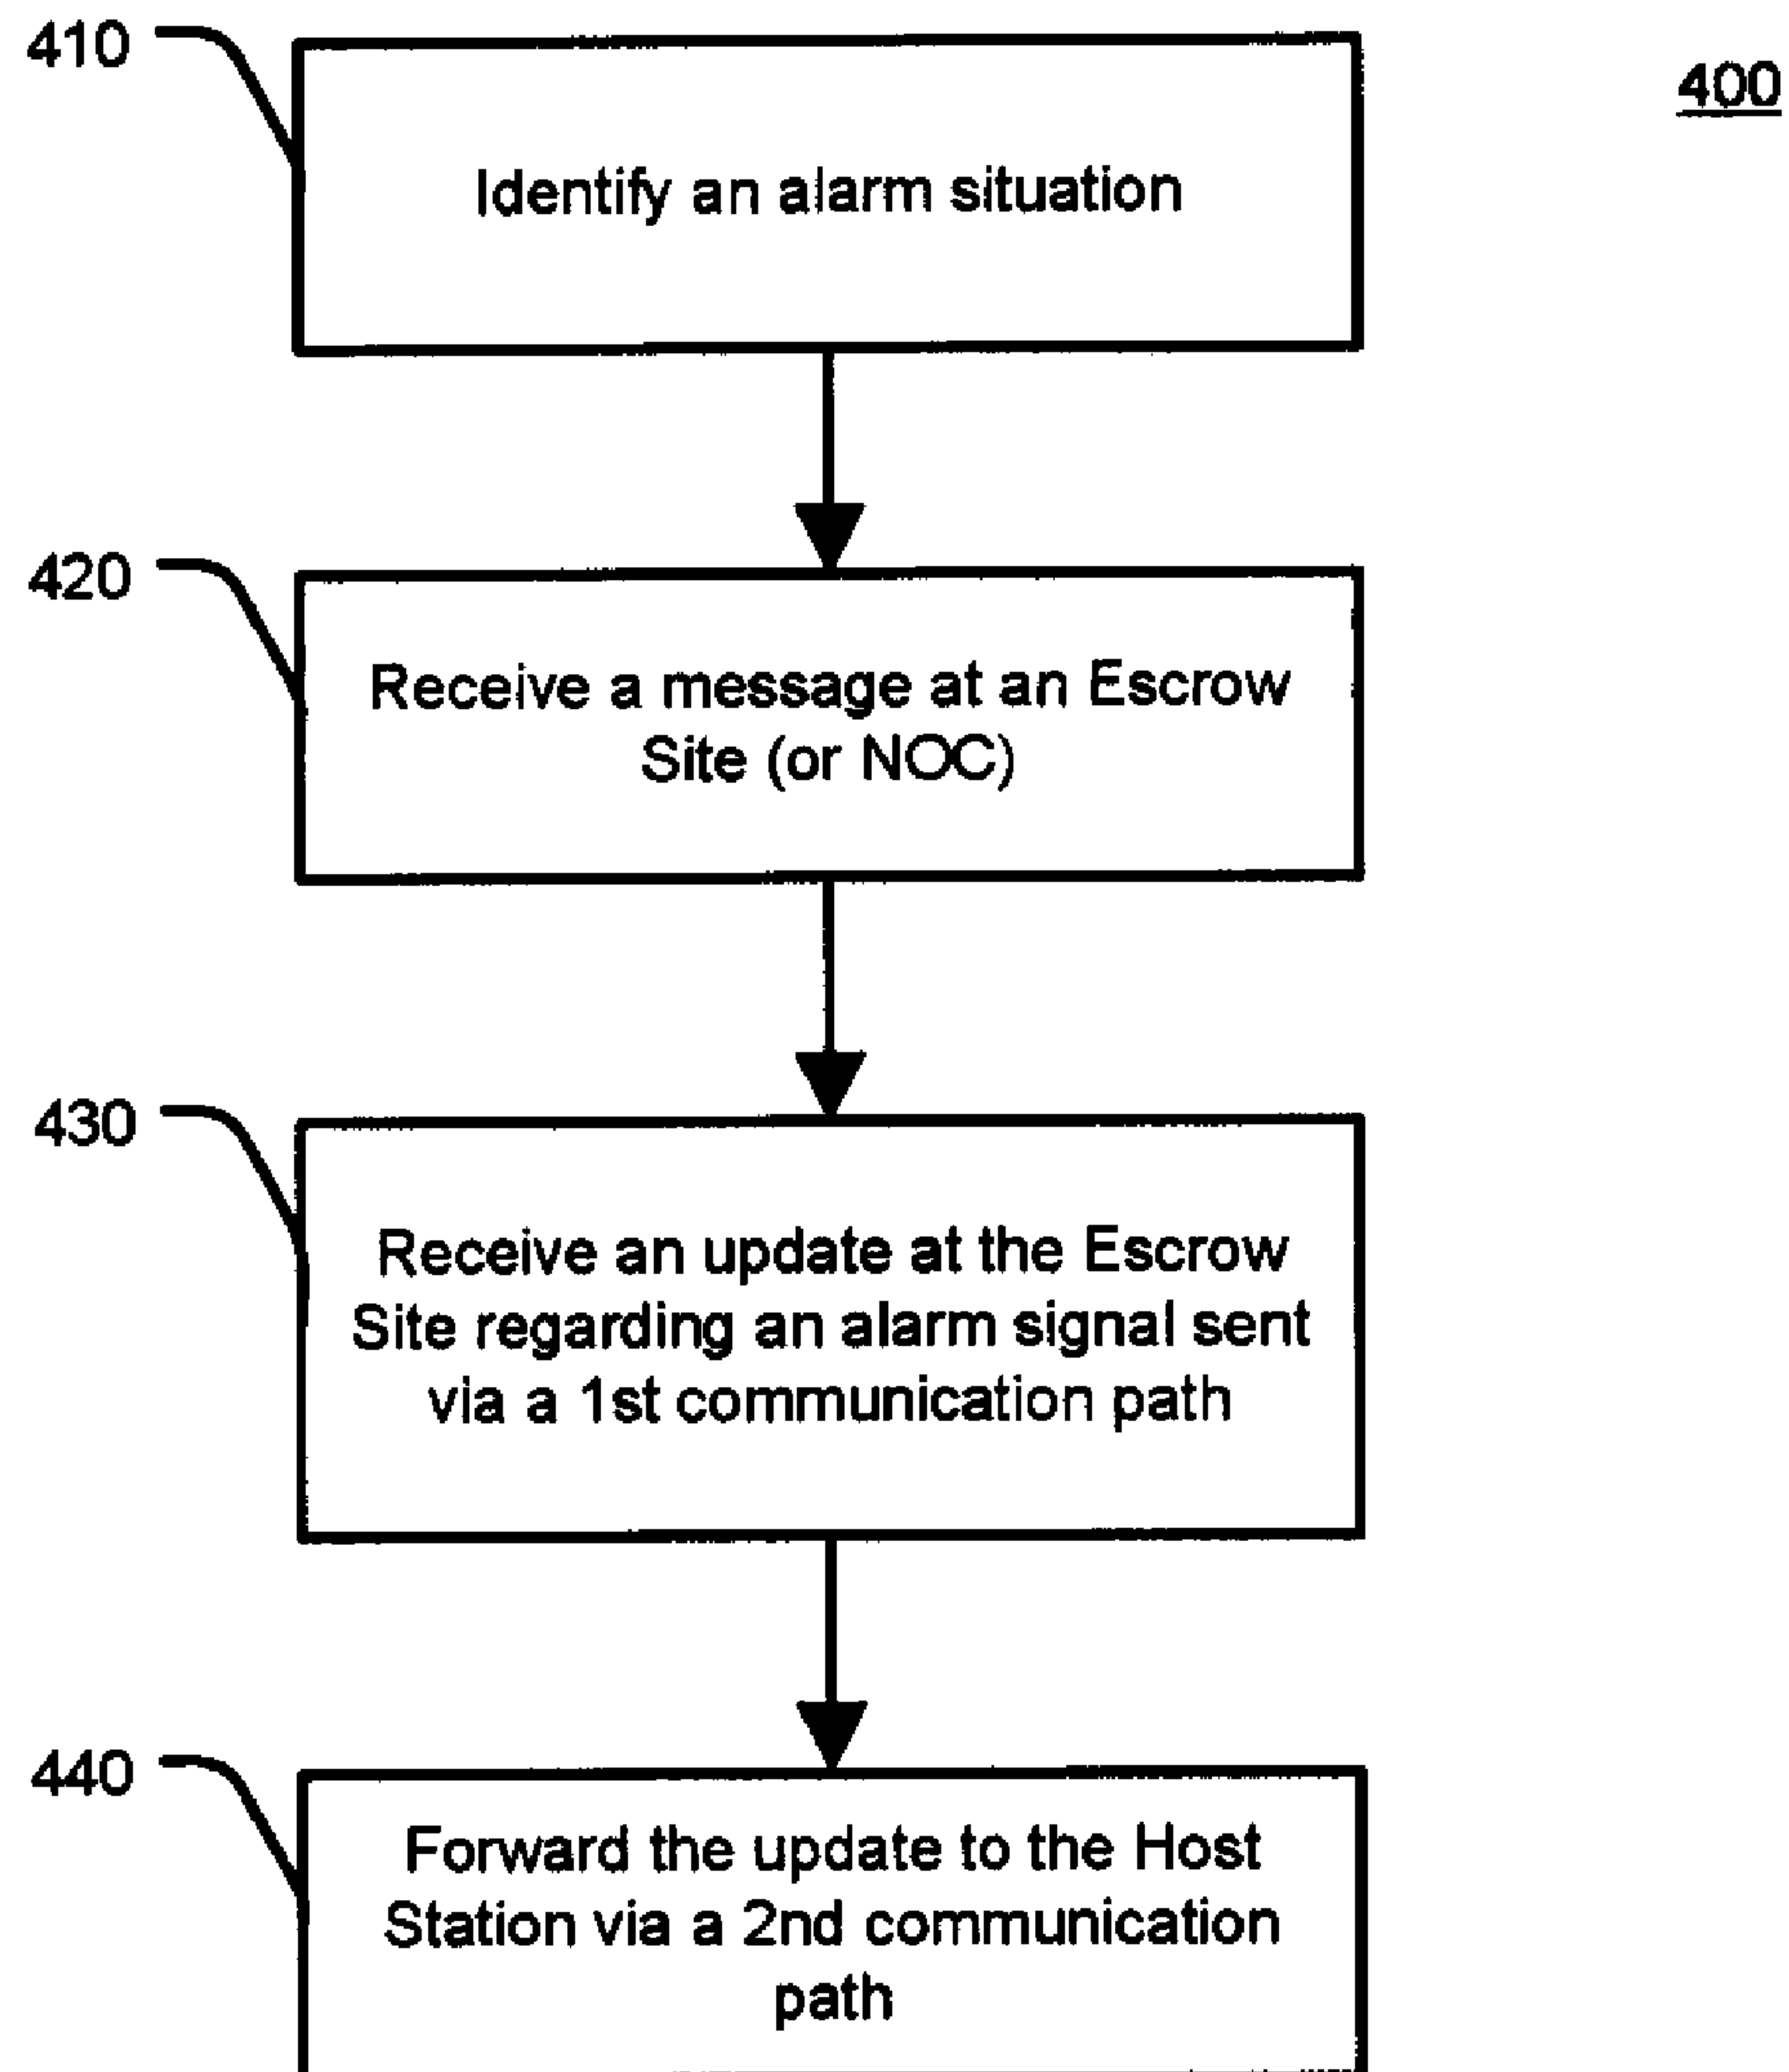 410
400
Identify an alarm situation
420
Receive a message at an Escrow
Site (or NOC)
430
Receive an update at the Escrow
Site regarding an alarm signal sent
via a 1st communication path
440
Forward the update to the Host
Station via a 2nd communication
path